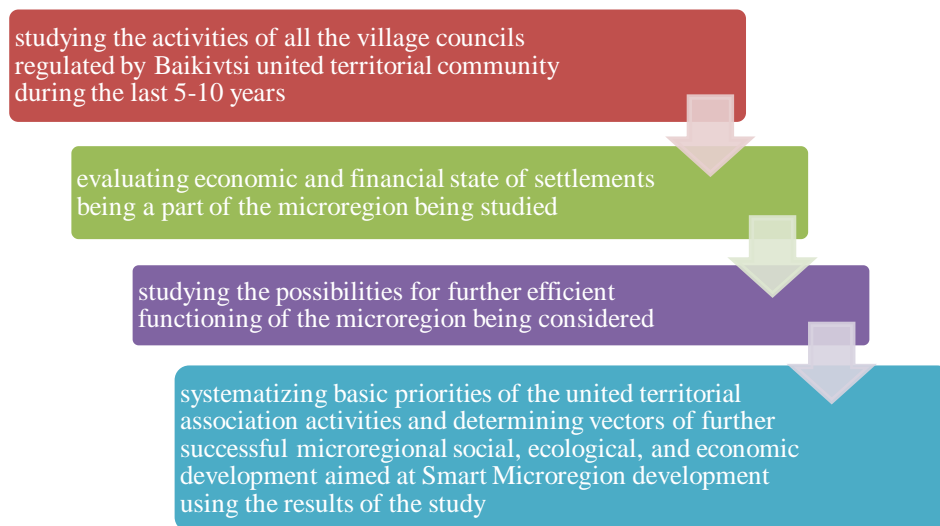 studying the activities of all the village councils
regulated by Baikivtsi united territorial community
during the last 5-10 years
evaluating economic and financial state of settlements
being a part of the microregion being studied
studying the possibilities for further efficient
functioning of the microregion being considered
systematizing basic priorities of the united territorial
association activities and determining vectors of further
successful microregional social, ecological, and economic
development aimed at Smart Microregion development
using the results of the study